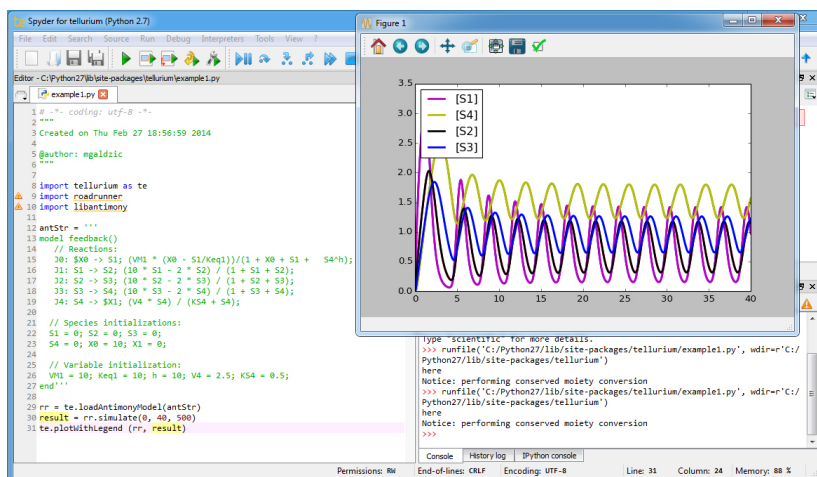 Spyder for tellurium (Python 2.7)
File Edit Search Source Run Debug Interpreters Tools View ?
Editor - C:\Python27\lib\site-packages\tellurium\example1.py
example1.py
1 # -*- coding: utf-8 -*-
2 """
3 Created on Thu Feb 27 18:56:59 2014
4
5 @author: mgaldzic
6 """
7
8 import tellurium as te
9 import roadrunner
10 import libantimony
11
12 antStr = '''
13 model feedback()
14 // Reactions:
15 J0: $X0 -> S1; (VM1 * (X0 - S1/Keq1))/(1 + X0 + S1 + S4^h);
16 J1: S1 -> S2; (10 * S1 - 2 * S2) / (1 + S1 + S2);
17 J2: S2 -> S3; (10 * S2 - 2 * S3) / (1 + S2 + S3);
18 J3: S3 -> S4; (10 * S3 - 2 * S4) / (1 + S3 + S4);
19 J4: S4 -> $X1; (V4 * S4) / (KS4 + S4);
20
21 // Species initializations:
22 S1 = 0; S2 = 0; S3 = 0;
23 S4 = 0; X0 = 10; X1 = 0;
24
25 // Variable initialization:
26 VM1 = 10; Keq1 = 10; h = 10; V4 = 2.5; KS4 = 0.5;
27 end'''
28
29 rr = te.loadAntimonyModel(antStr)
30 result = rr.simulate(0, 40, 500)
31 te.plotWithLegend (rr, result)
Figure 1
3.5
3.0
2.5
2.0
1.5
1.0
0.5
0.0
0 5 10 15 20 25 30 35 40
[S1]
[S4]
[S2]
[S3]
Type "scientific" for more details.
>>> runfile('C:/Python27/lib/site-packages/tellurium/example1.py', wdir=r'C:/
Python27/lib/site-packages/tellurium')
here
Notice: performing conserved moiety conversion
>>> runfile('C:/Python27/lib/site-packages/tellurium/example1.py', wdir=r'C:/
Python27/lib/site-packages/tellurium')
here
Notice: performing conserved moiety conversion
>>>
Console History log IPython console
Permissions: RW End-of-lines: CRLF Encoding: UTF-8 Line: 31 Column: 24 Memory: 88 %